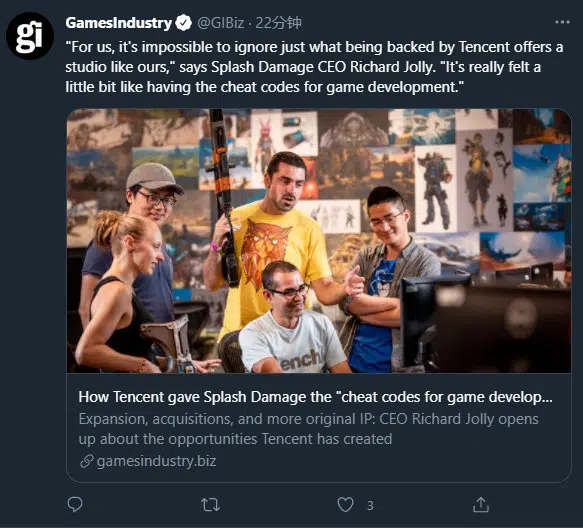 gi
GamesIndustry @GIBiz · 22分钟
"For us, it's impossible to ignore just what being backed by Tencent offers a
studio like ours," says Splash Damage CEO Richard Jolly. "It's really felt a
little bit like having the cheat codes for game development."
ench
How Tencent gave Splash Damage the "cheat codes for game develop...
Expansion, acquisitions, and more original IP: CEO Richard Jolly opens
up about the opportunities Tencent has created
gamesindustry.biz
3